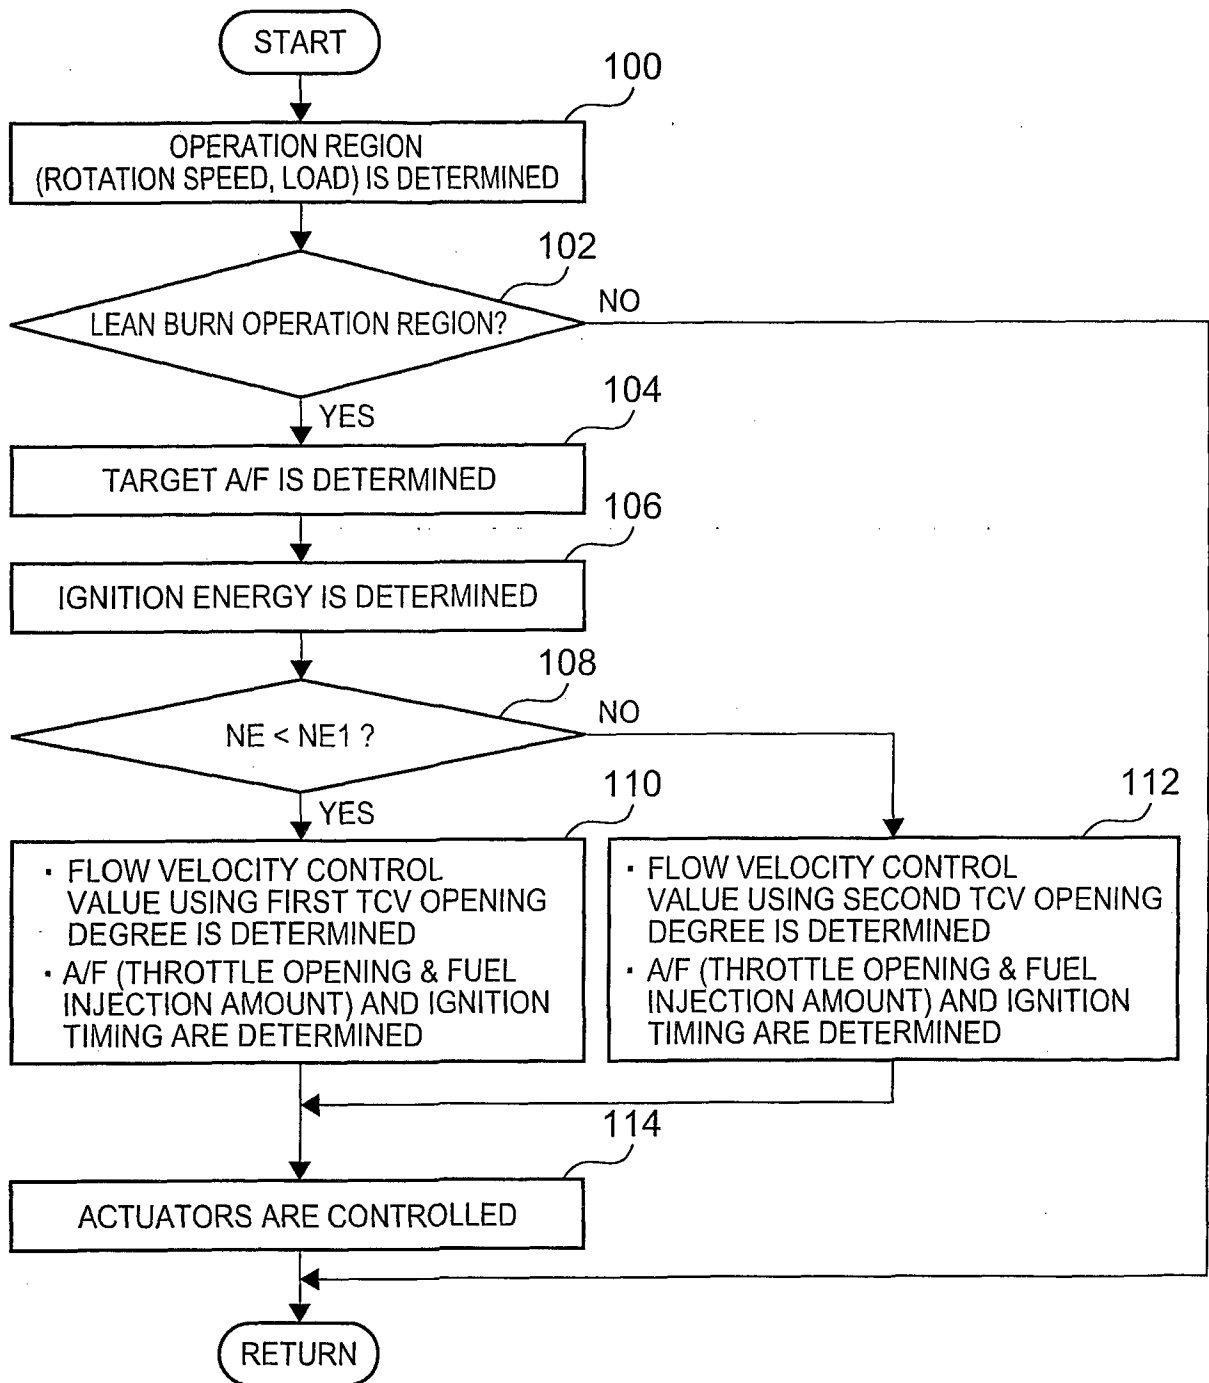 START
100
OPERATION REGION
(ROTATION SPEED, LOAD) IS DETERMINED
102
LEAN BURN OPERATION REGION?
NO
YES
104
TARGET A/F IS DETERMINED
106
IGNITION ENERGY IS DETERMINED
108
NE < NE1 ?
NO
YES
110
· FLOW VELOCITY CONTROL
VALUE USING FIRST TCV OPENING
DEGREE IS DETERMINED
· A/F (THROTTLE OPENING & FUEL
INJECTION AMOUNT) AND IGNITION
TIMING ARE DETERMINED
112
· FLOW VELOCITY CONTROL
VALUE USING SECOND TCV OPENING
DEGREE IS DETERMINED
· A/F (THROTTLE OPENING & FUEL
INJECTION AMOUNT) AND IGNITION
TIMING ARE DETERMINED
114
ACTUATORS ARE CONTROLLED
RETURN